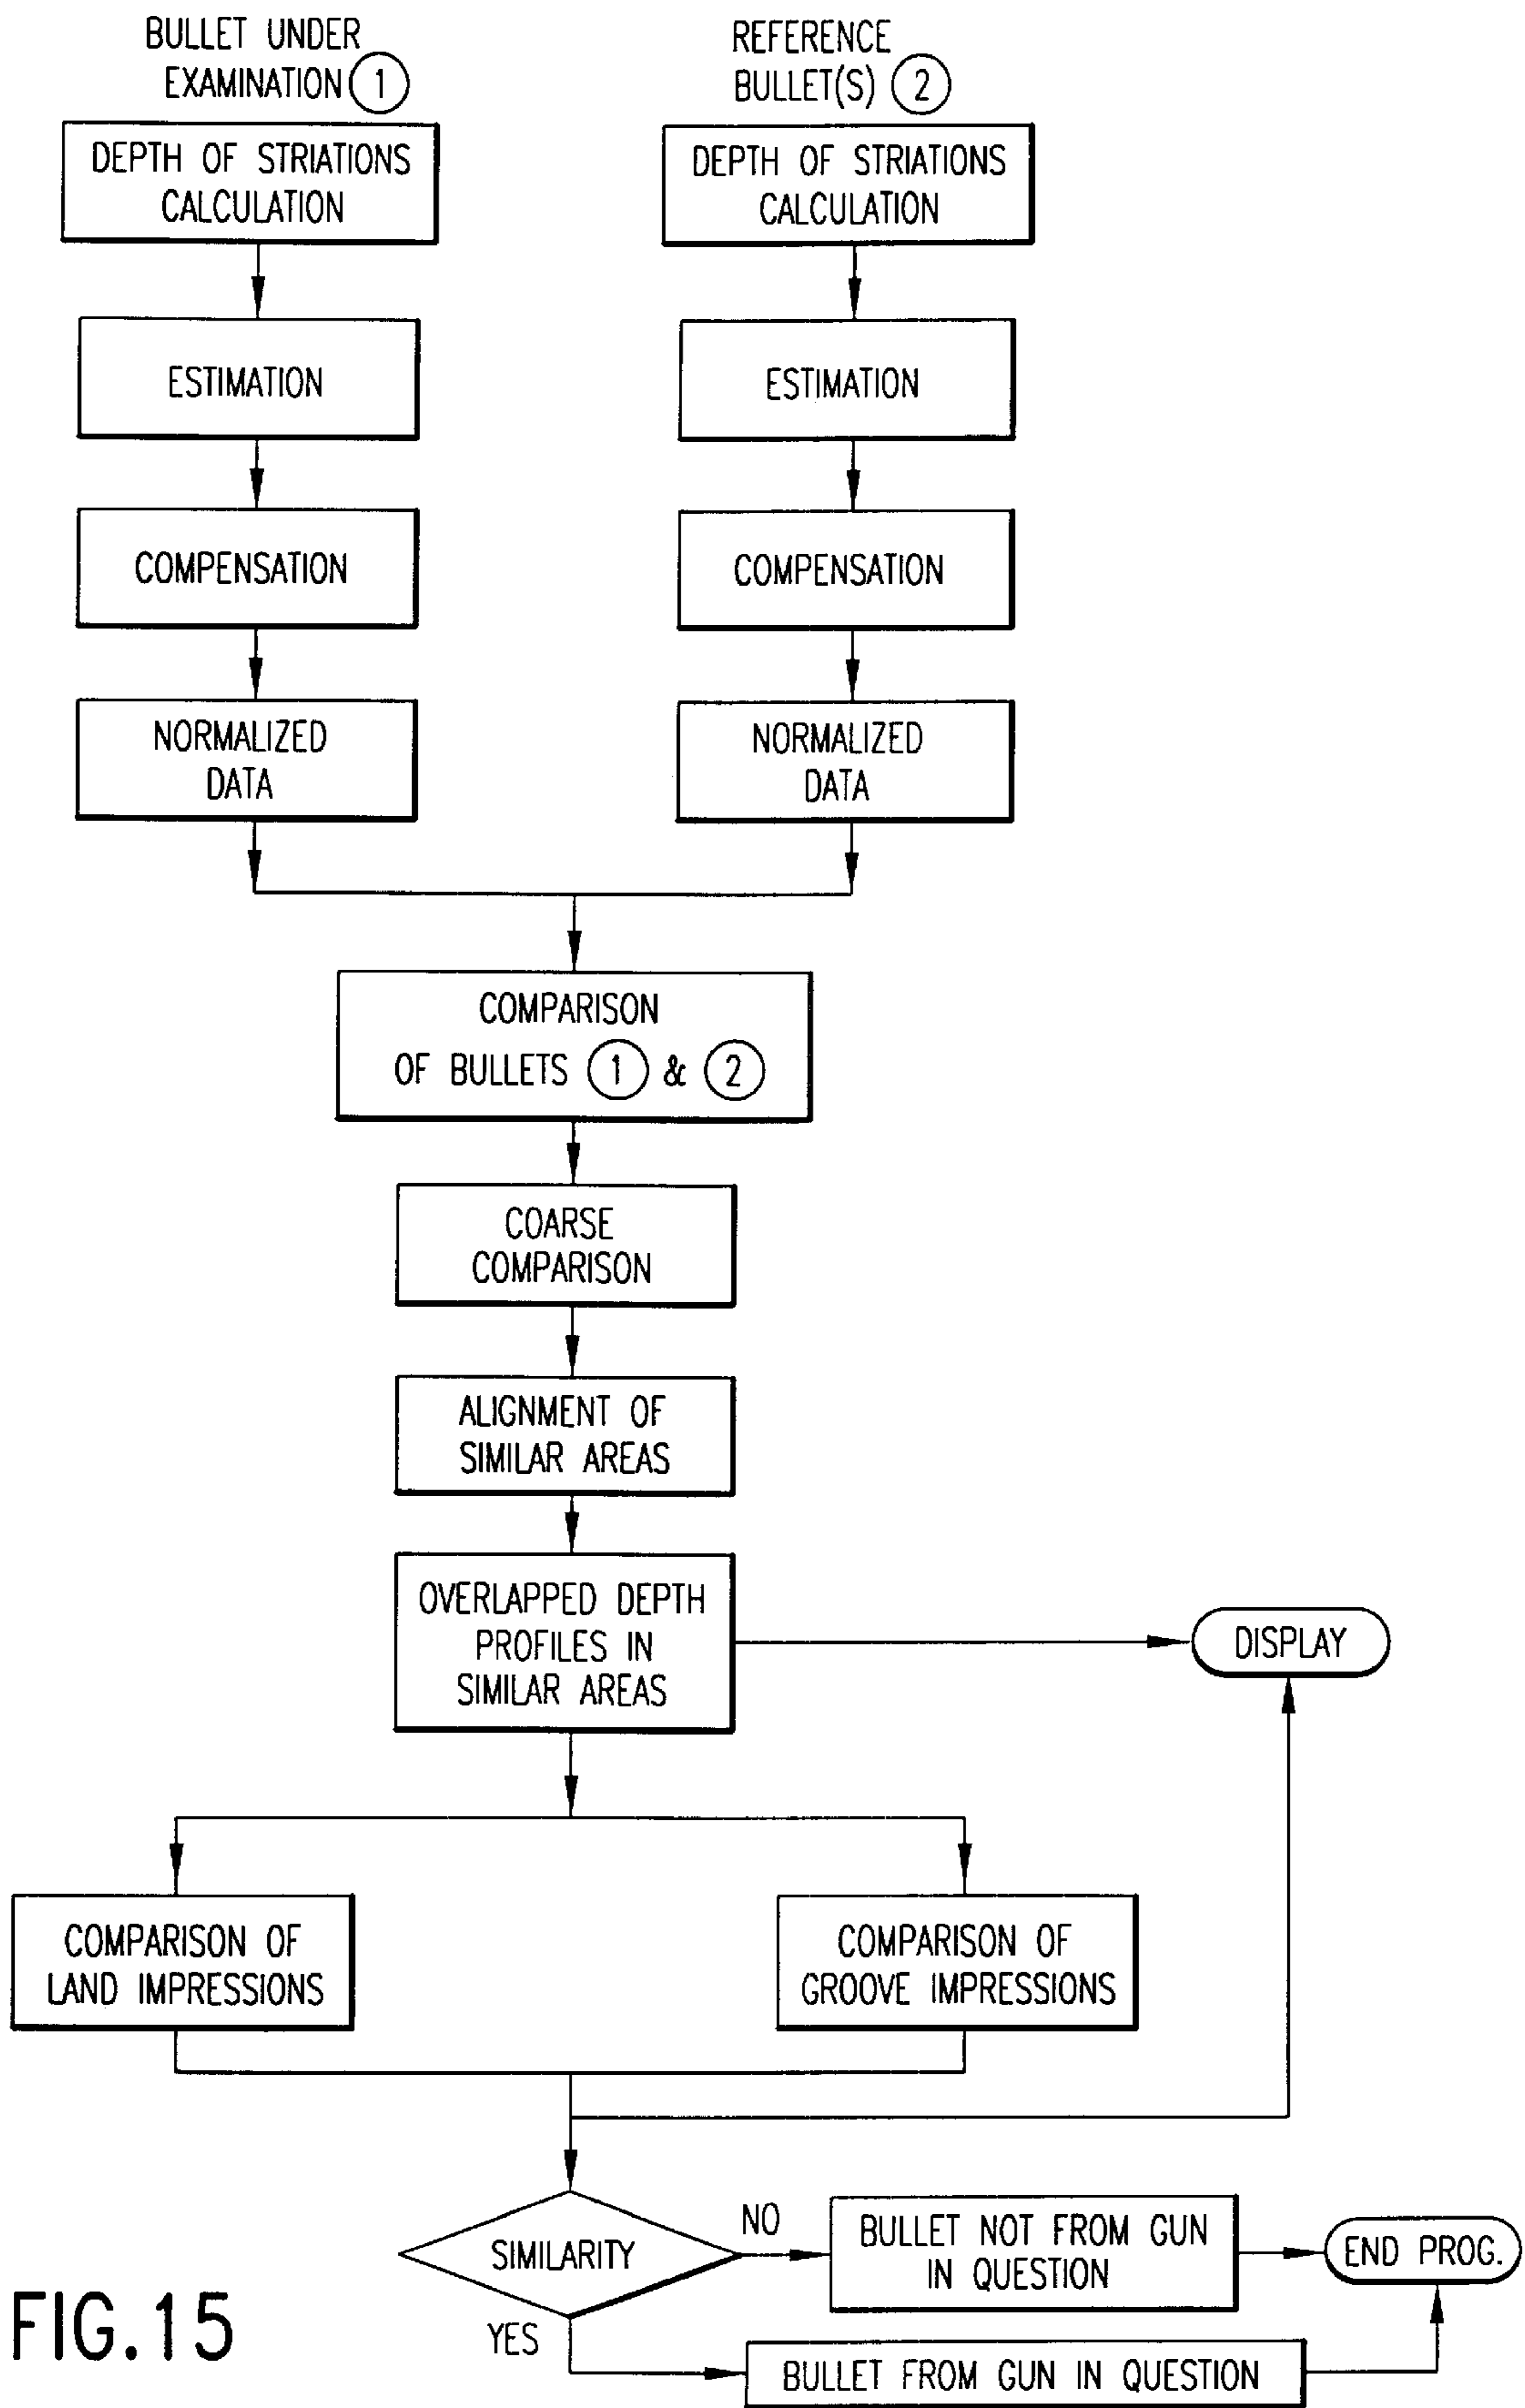 BULLET UNDER
EXAMINATION 1
REFERENCE
BULLET(S) 2
DEPTH OF STRIATIONS
CALCULATION
DEPTH OF STRIATIONS
CALCULATION
ESTIMATION
ESTIMATION
COMPENSATION
COMPENSATION
NORMALIZED
DATA
NORMALIZED
DATA
COMPARISON
OF BULLETS 1 & 2
COARSE
COMPARISON
ALIGNMENT OF
SIMILAR AREAS
OVERLAPPED DEPTH
PROFILES IN
SIMILAR AREAS
DISPLAY
COMPARISON OF
LAND IMPRESSIONS
COMPARISON OF
GROOVE IMPRESSIONS
SIMILARITY
NO
BULLET NOT FROM GUN
IN QUESTION
END PROG.
YES
BULLET FROM GUN IN QUESTION
FIG.15